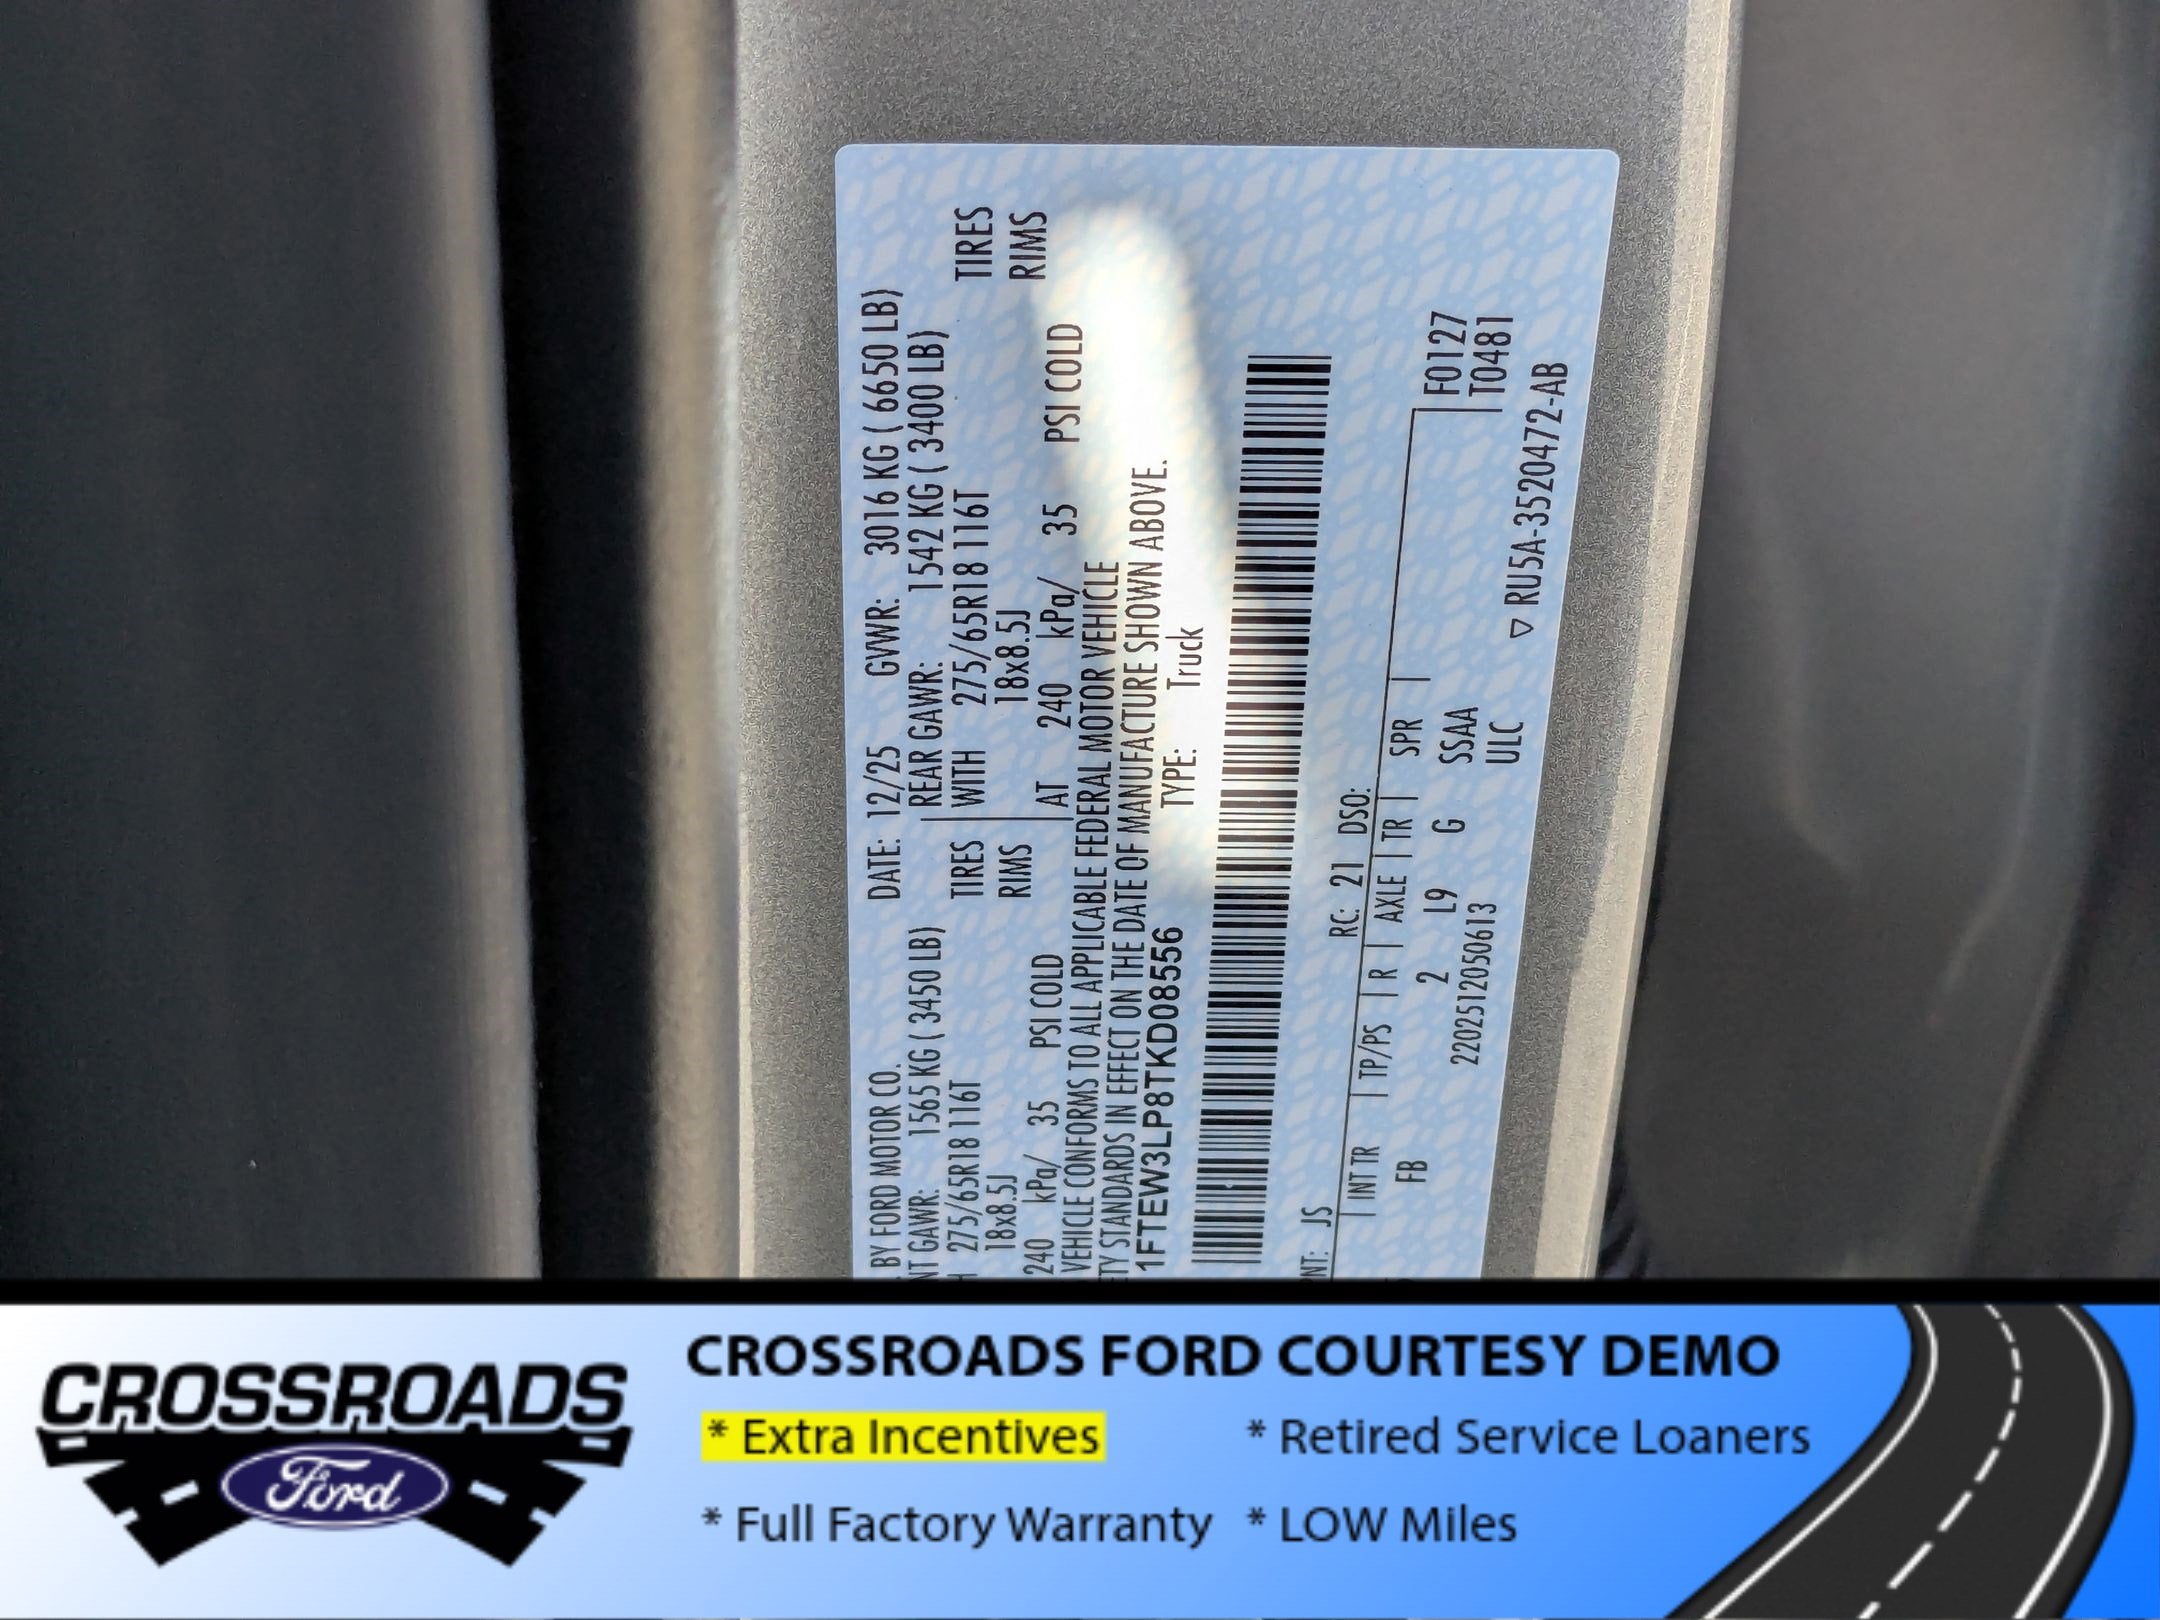 BY FORD MOTOR CO. DATE: 12/25 GVWR: 3016 KG ( 6650 LB)
NT GAWR: 1565 KG ( 3450 LB) REAR GAWR: 1542 KG ( 3400 LB)
H 275/65R18 116T TIRES WITH 275/65R18 116T TIRES
18x8.5J RIMS 18x8.5J RIMS
240 kPa/ 35 PSI COLD AT 240 kPa/ 35 PSI COLD
VEHICLE CONFORMS TO ALL APPLICABLE FEDERAL MOTOR VEHICLE
ETY STANDARDS IN EFFECT ON THE DATE OF MANUFACTURE SHOWN ABOVE.
1FTEW3LP8TKD08556 TYPE: Truck
PNT: JS RC: 21 DSO:
INT TR TP/PS R AXLE TR SPR
FB 2 L9 G SSAA F0127
2202512050613 ULC T0481
▽ RU5A-3520472-AB
CROSSROADS
Ford
CROSSROADS FORD COURTESY DEMO
* Extra Incentives * Retired Service Loaners
* Full Factory Warranty * LOW Miles